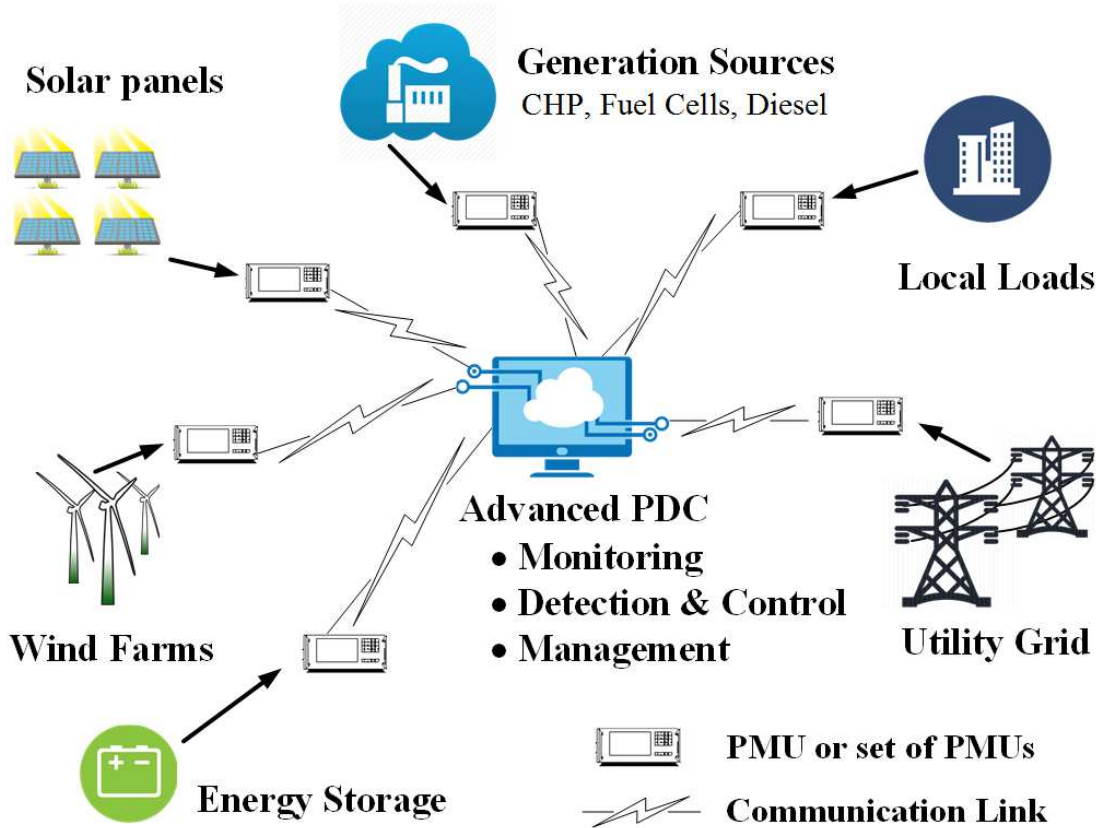 Generation Sources
CHP, Fuel Cells, Diesel
Solar panels
Local Loads
Advanced PDC
• Monitoring
• Detection & Control
• Management
Wind Farms
Utility Grid
Energy Storage
PMU or set of PMUs
Communication Link